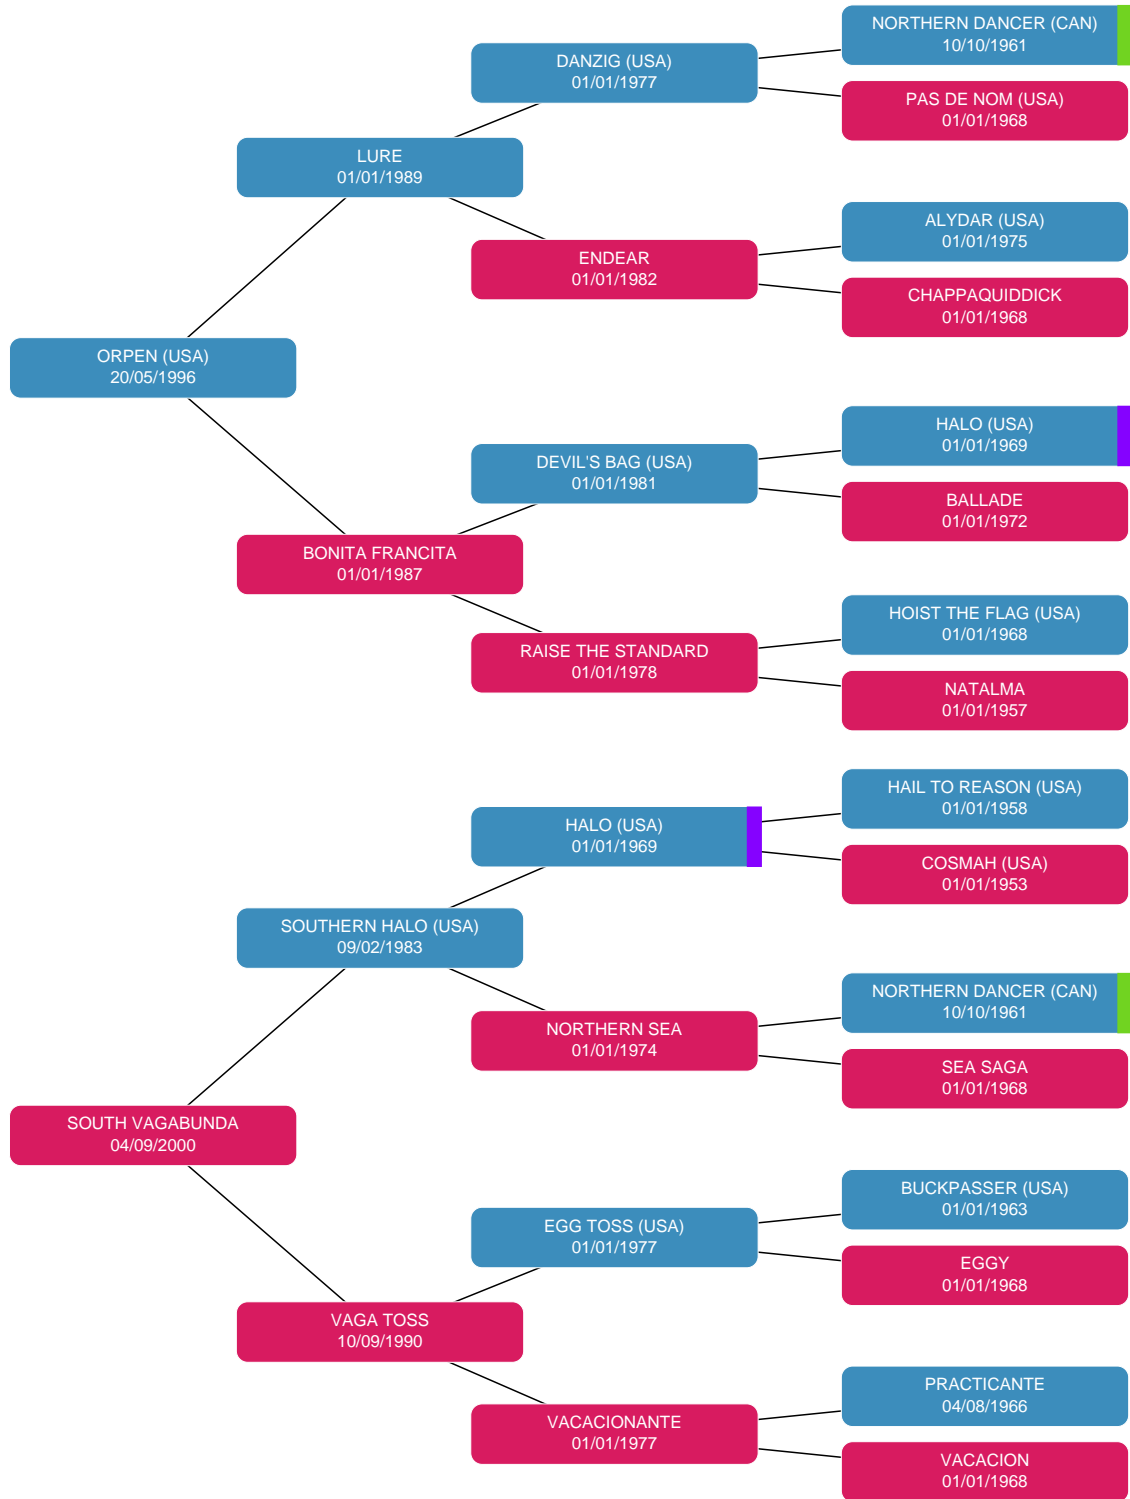 NORTHERN DANCER (CAN)
10/10/1961
DANZIG (USA)
01/01/1977
PAS DE NOM (USA)
01/01/1968
LURE
01/01/1989
ALYDAR (USA)
01/01/1975
ENDEAR
01/01/1982
CHAPPAQUIDDICK
01/01/1968
ORPEN (USA)
20/05/1996
HALO (USA)
01/01/1969
DEVIL'S BAG (USA)
01/01/1981
BALLADE
01/01/1972
BONITA FRANCITA
01/01/1987
HOIST THE FLAG (USA)
01/01/1968
RAISE THE STANDARD
01/01/1978
NATALMA
01/01/1957
HAIL TO REASON (USA)
01/01/1958
HALO (USA)
01/01/1969
COSMAH (USA)
01/01/1953
SOUTHERN HALO (USA)
09/02/1983
NORTHERN DANCER (CAN)
10/10/1961
NORTHERN SEA
01/01/1974
SEA SAGA
01/01/1968
SOUTH VAGABUNDA
04/09/2000
BUCKPASSER (USA)
01/01/1963
EGG TOSS (USA)
01/01/1977
EGGY
01/01/1968
VAGA TOSS
10/09/1990
PRACTICANTE
04/08/1966
VACACIONANTE
01/01/1977
VACACION
01/01/1968